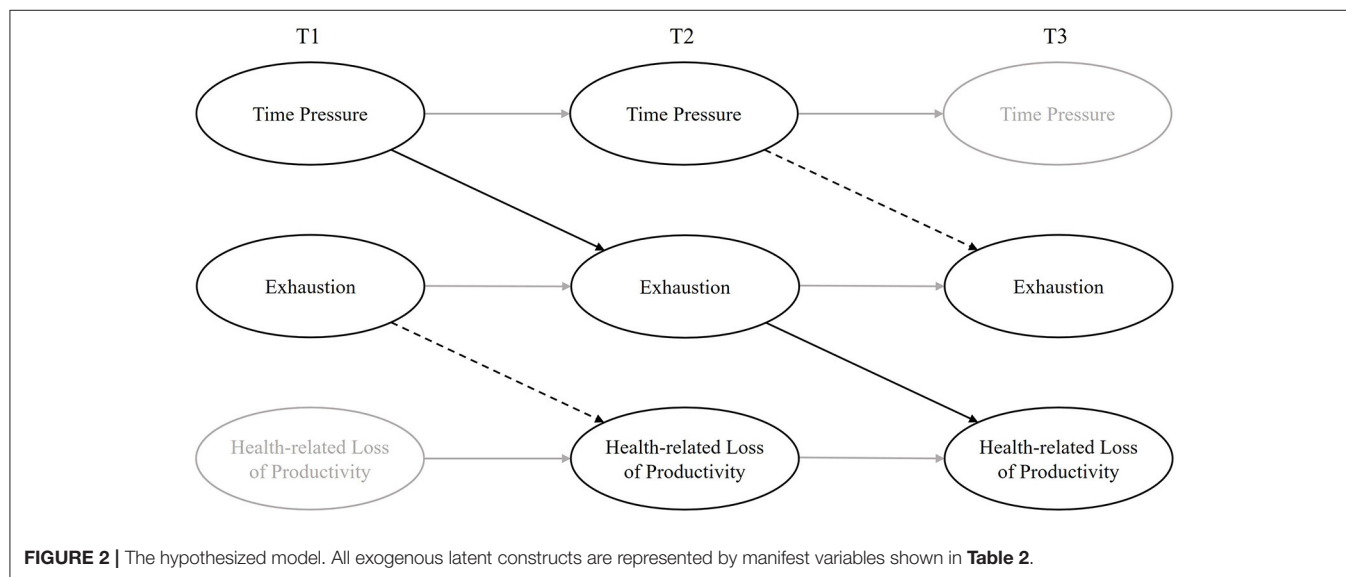 T1
T2
T3
Time Pressure
Time Pressure
Time Pressure
Exhaustion
Exhaustion
Exhaustion
Health-related Loss
of Productivity
Health-related Loss
of Productivity
Health-related Loss
of Productivity
FIGURE 2 | The hypothesized model. All exogenous latent constructs are represented by manifest variables shown in Table 2.